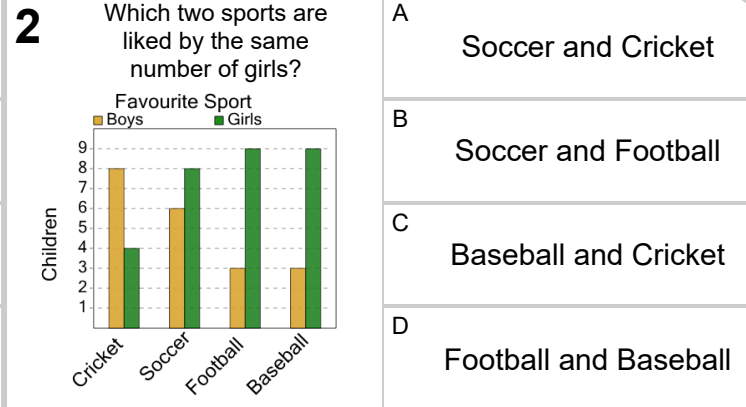 2
Which two sports are
liked by the same
number of girls?
Favourite Sport
Boys Girls
9
8
7
6
5
4
3
2
1
Children
Cricket
Soccer
Football
Baseball
A
Soccer and Cricket
B
Soccer and Football
C
Baseball and Cricket
D
Football and Baseball